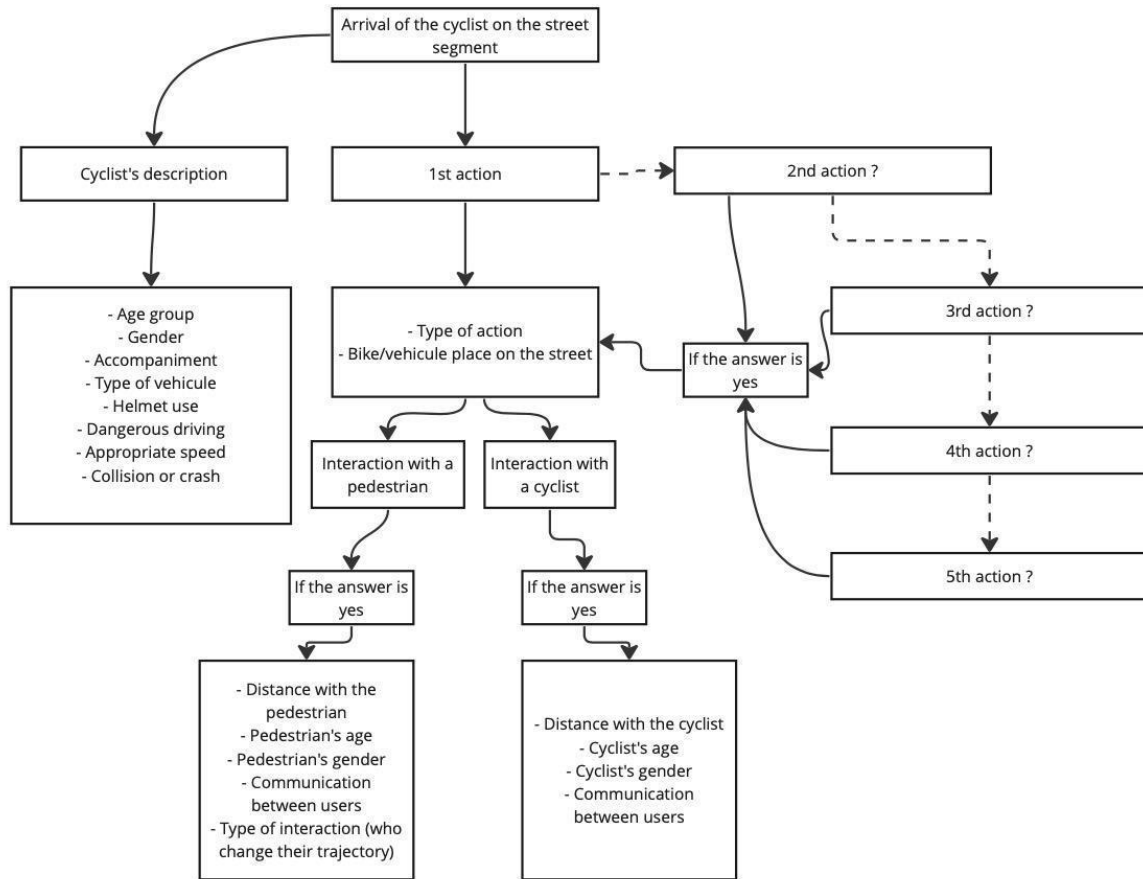 Arrival of the cyclist on the street
segment
Cyclist's description
1st action
2nd action ?
- Age group
- Gender
- Accompaniment
- Type of vehicule
- Helmet use
- Dangerous driving
- Appropriate speed
- Collision or crash
- Type of action
- Bike/vehicule place on the street
If the answer is
yes
3rd action ?
4th action ?
5th action ?
Interaction with a
pedestrian
Interaction with
a cyclist
If the answer is
yes
If the answer is
yes
- Distance with the
pedestrian
- Pedestrian's age
- Pedestrian's gender
- Communication
between users
- Type of interaction (who
change their trajectory)
- Distance with the cyclist
- Cyclist's age
- Cyclist's gender
- Communication
between users